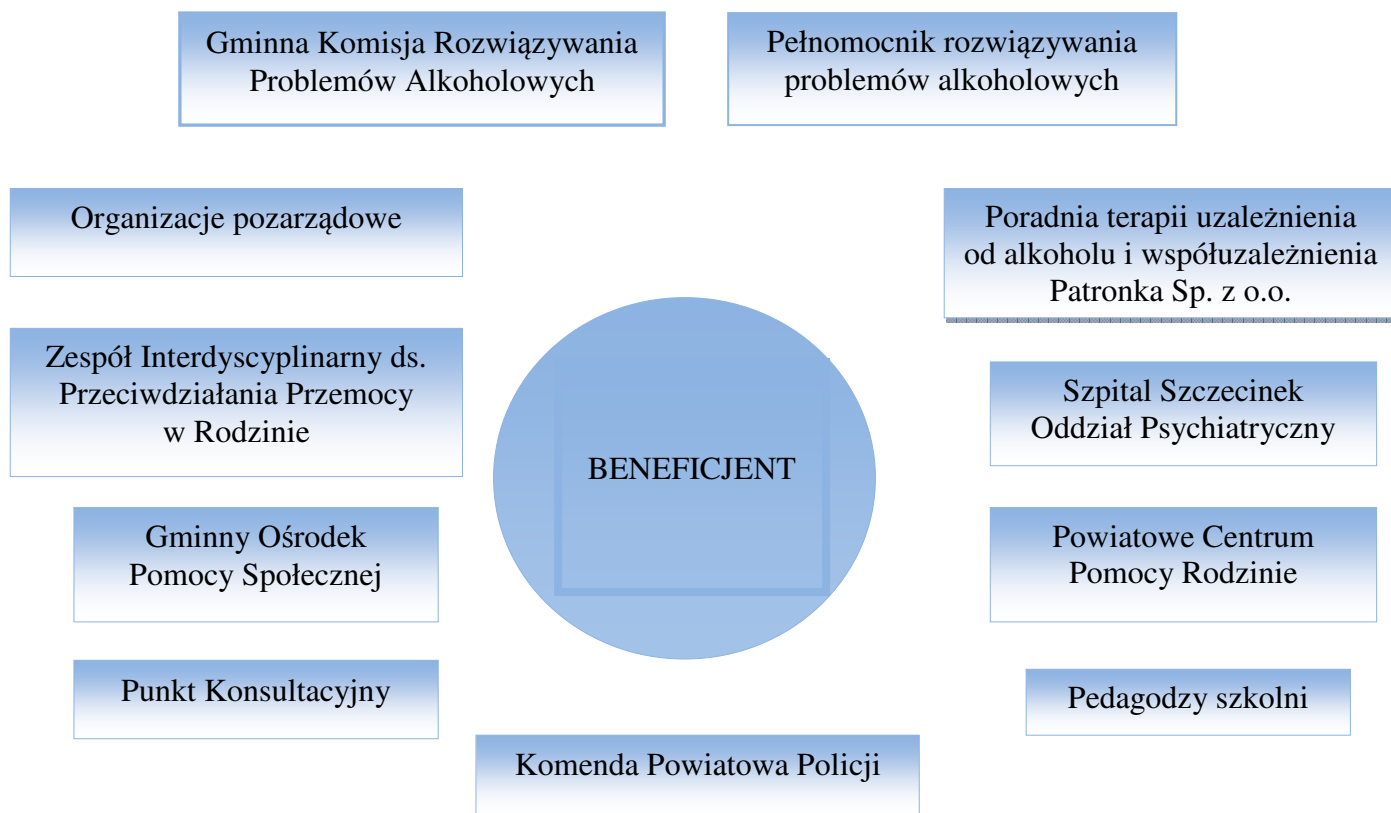 Gminna Komisja Rozwiązywania
Problemów Alkoholowych
Pełnomocnik rozwiązywania
problemów alkoholowych
Organizacje pozarządowe
Poradnia terapii uzależnienia
od alkoholu i współuzależnienia
Patronka Sp. z o.o.
Zespół Interdyscyplinarny ds.
Przeciwdziałania Przemocy
w Rodzinie
Szpital Szczecinek
Oddział Psychiatryczny
BENEFICJENT
Gminny Ośrodek
Pomocy Społecznej
Powiatowe Centrum
Pomocy Rodzinie
Punkt Konsultacyjny
Pedagodzy szkolni
Komenda Powiatowa Policji